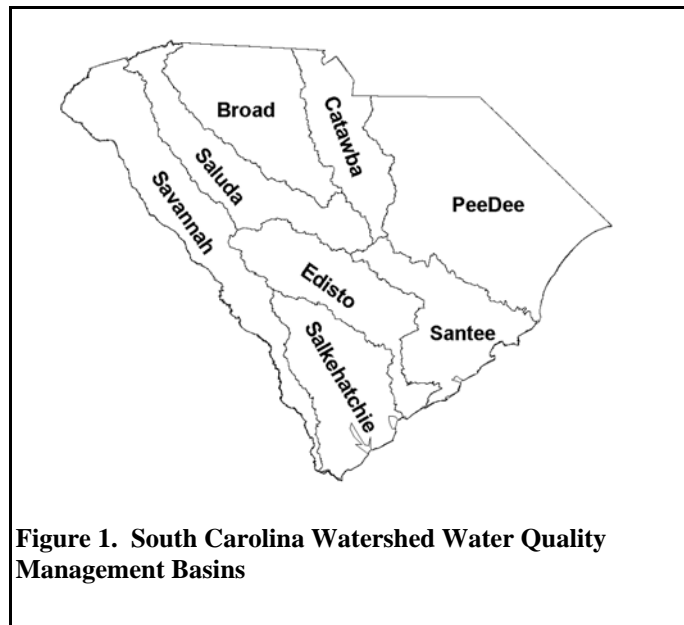 Broad
Catawba
Saluda
Savannah
PeeDee
Edisto
Santee
Salkehatchie
Figure 1.  South Carolina Watershed Water Quality
Management Basins